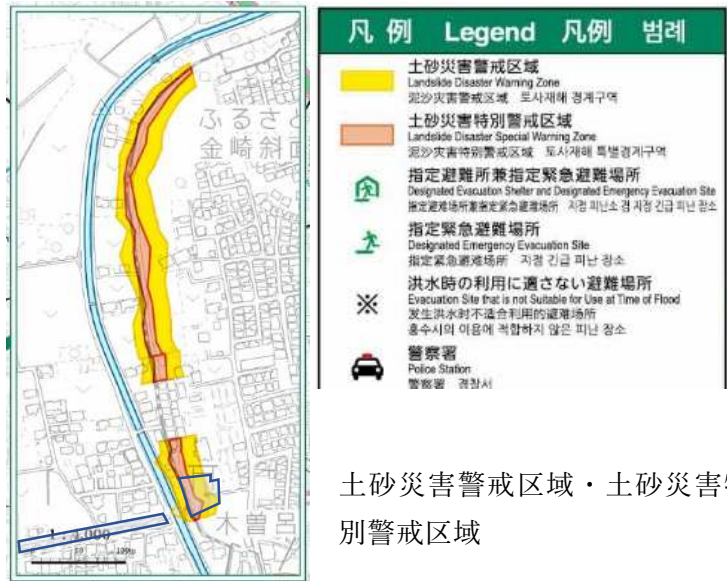 ふるさと
金崎斜面
木曽呂
1:4,000
凡例 Legend 凡例 범례
土砂災害警戒区域
Landslide Disaster Warning Zone
泥沙灾害警戒区域 토사재해 경계구역
土砂災害特別警戒区域
Landslide Disaster Special Warning Zone
泥沙灾害特別警戒区域 토사재해 특별경계구역
指定避難所兼指定緊急避難場所
Designated Evacuation Shelter and Designated Emergency Evacuation Site
指定避难场所兼指定紧急避难场所 지정 피난소 겸 지정 긴급 피난 장소
指定緊急避難場所
Designated Emergency Evacuation Site
指定紧急避难场所 지정 긴급 피난 장소
※ 洪水時の利用に適さない避難場所
Evacuation Site that is not Suitable for Use at Time of Flood
发生洪水时不适合利用的避难场所
홍수시의 이용에 적합하지 않은 피난 장소
警察署
Police Station
警察署 경찰서
土砂災害警戒区域・土砂災害特
別警戒区域